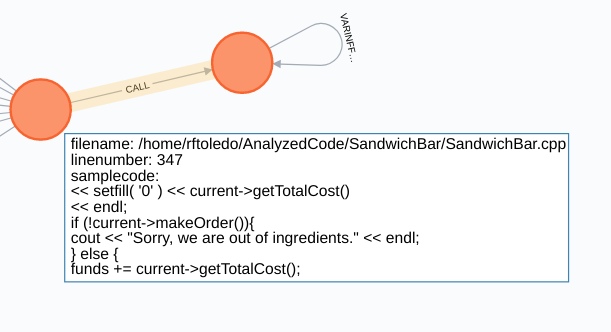 VARINFF...
CALL
filename: /home/rftoledo/AnalyzedCode/SandwichBar/SandwichBar.cpp
linenumber: 347
samplecode:
<< setfill( '0' ) << current->getTotalCost()
<< endl;
if (!current->makeOrder()){
cout << "Sorry, we are out of ingredients." << endl;
} else {
funds += current->getTotalCost();